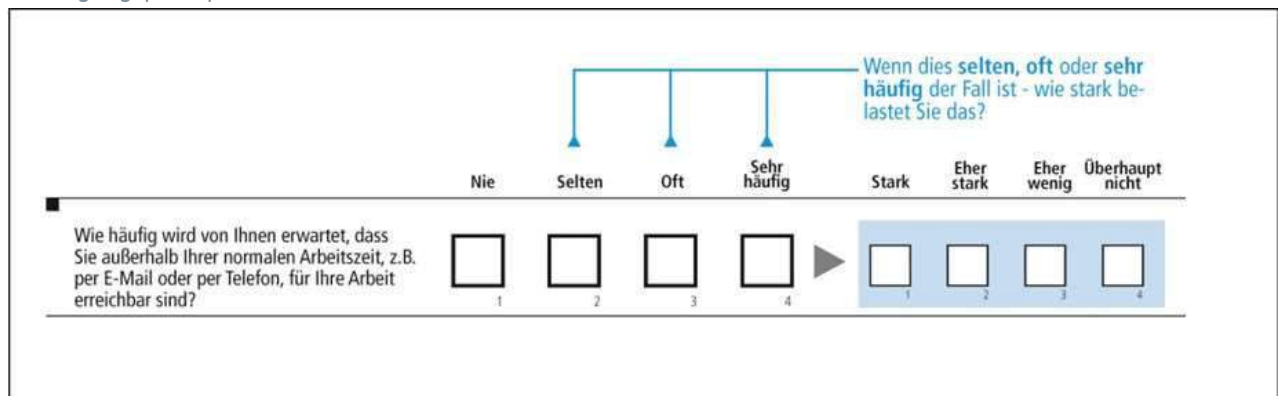 Wenn dies selten, oft oder sehr
häufig der Fall ist - wie stark be-
lastet Sie das?
Nie Selten Oft Sehr häufig Stark Eher stark Eher wenig Überhaupt nicht
Wie häufig wird von Ihnen erwartet, dass
Sie außerhalb Ihrer normalen Arbeitszeit, z.B.
per E-Mail oder per Telefon, für Ihre Arbeit
erreichbar sind?
1 2 3 4 1 2 3 4